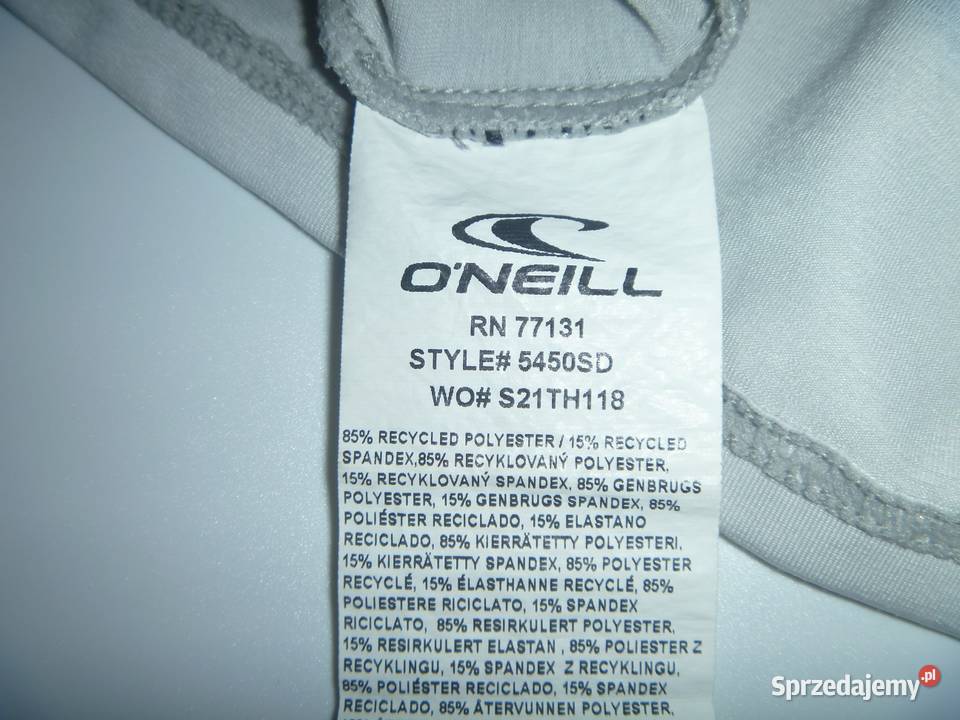 O'NEILL
RN 77131
STYLE# 5450SD
WO# S21TH118
85% RECYCLED POLYESTER / 15% RECYCLED
SPANDEX,85% RECYKLOVANÝ POLYESTER,
15% RECYKLOVANÝ SPANDEX, 85% GENBRUGS
POLYESTER, 15% GENBRUGS SPANDEX, 85%
POLIÉSTER RECICLADO, 15% ELASTANO
RECICLADO, 85% KIERRÄTETTY POLYESTERI,
15% KIERRÄTETTY SPANDEX, 85% POLYESTER
RECYCLÉ, 15% ÉLASTHANNE RECYCLÉ, 85%
POLIESTERE RICICLATO, 15% SPANDEX
RICICLATO, 85% RESIRKULERT POLYESTER,
15% RESIRKULERT ELASTAN , 85% POLIESTER Z
RECYKLINGU, 15% SPANDEX Z RECYKLINGU,
85% POLIÉSTER RECICLADO, 15% SPANDEX
RECICLADO, 85% ÅTERVUNNEN POLYESTER,
Sprzedajemy.pl